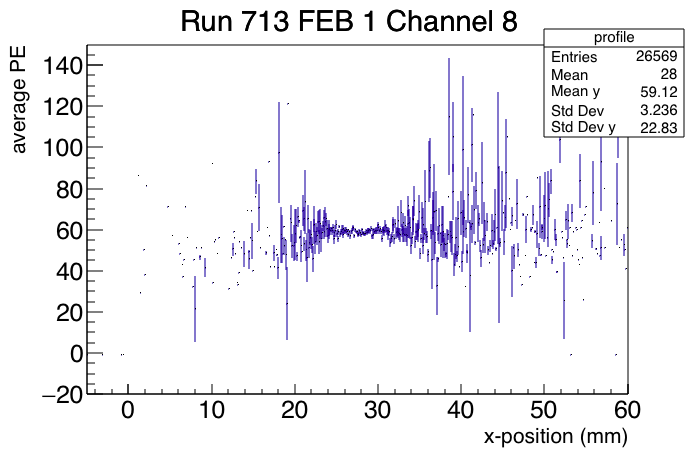 Run 713 FEB 1 Channel 8
profile
Entries 26569
Mean 28
Mean y 59.12
Std Dev 3.236
Std Dev y 22.83
average PE
140
120
100
80
60
40
20
0
−20
0 10 20 30 40 50 60
x-position (mm)